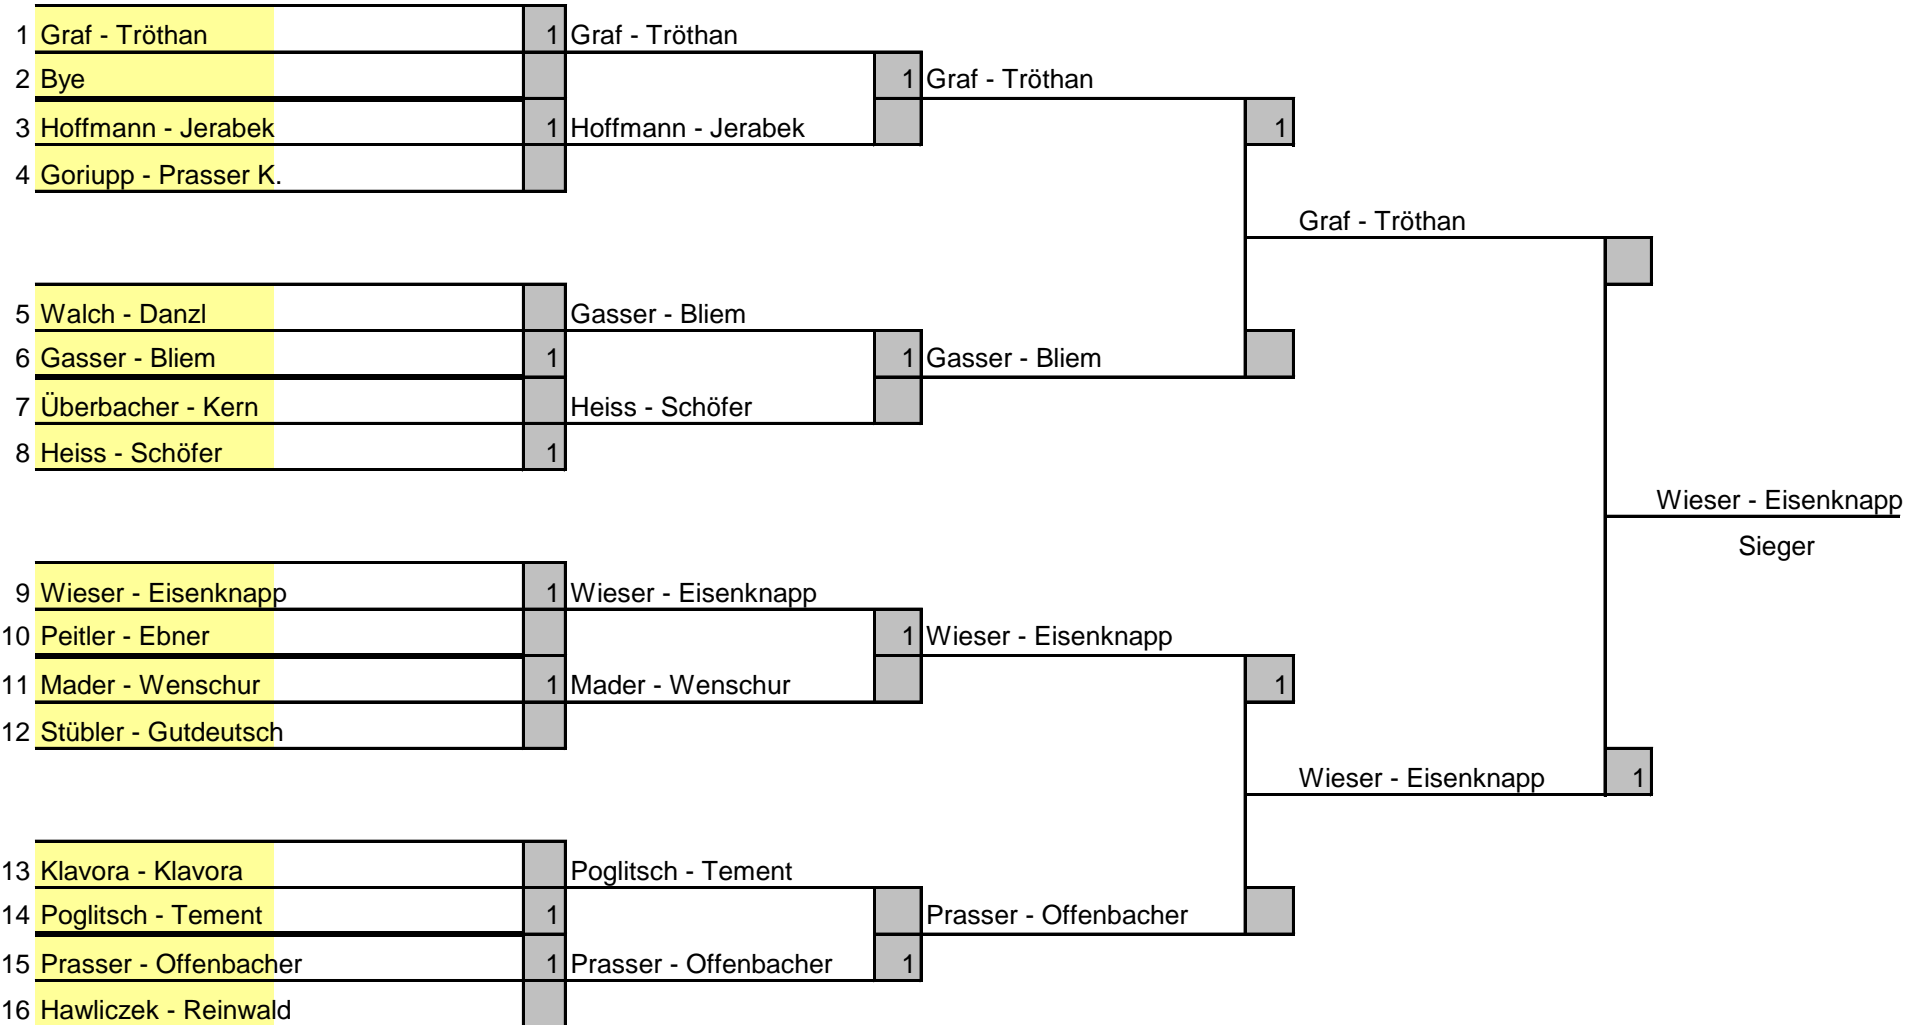 1 Graf - Tröthan 1 Graf - Tröthan
2 Bye 1 Graf - Tröthan
3 Hoffmann - Jerabek 1 Hoffmann - Jerabek 1
4 Goriupp - Prasser K.
Graf - Tröthan
5 Walch - Danzl Gasser - Bliem
6 Gasser - Bliem 1 1 Gasser - Bliem
7 Überbacher - Kern Heiss - Schöfer
8 Heiss - Schöfer 1
Wieser - Eisenknapp
Sieger
9 Wieser - Eisenknapp 1 Wieser - Eisenknapp
10 Peitler - Ebner 1 Wieser - Eisenknapp
11 Mader - Wenschur 1 Mader - Wenschur 1
12 Stübler - Gutdeutsch
Wieser - Eisenknapp 1
13 Klavora - Klavora Poglitsch - Tement
14 Poglitsch - Tement 1 Prasser - Offenbacher
15 Prasser - Offenbacher 1 Prasser - Offenbacher 1
16 Hawliczek - Reinwald